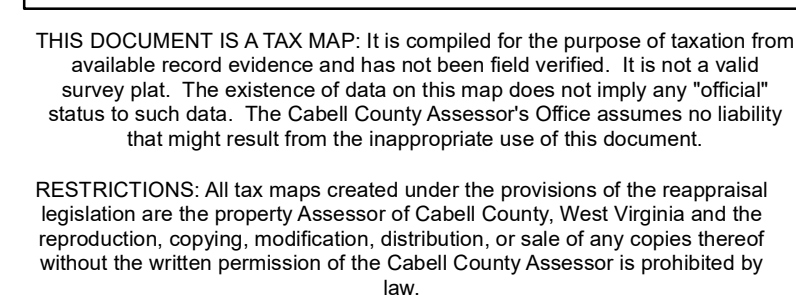 THIS DOCUMENT IS A TAX MAP: It is compiled for the purpose of taxation from
available record evidence and has not been field verified.  It is not a valid
survey plat.  The existence of data on this map does not imply any "official"
status to such data.  The Cabell County Assessor's Office assumes no liability
that might result from the inappropriate use of this document.
RESTRICTIONS: All tax maps created under the provisions of the reappraisal
legislation are the property Assessor of Cabell County, West Virginia and the
reproduction, copying, modification, distribution, or sale of any copies thereof
without the written permission of the Cabell County Assessor is prohibited by
law.